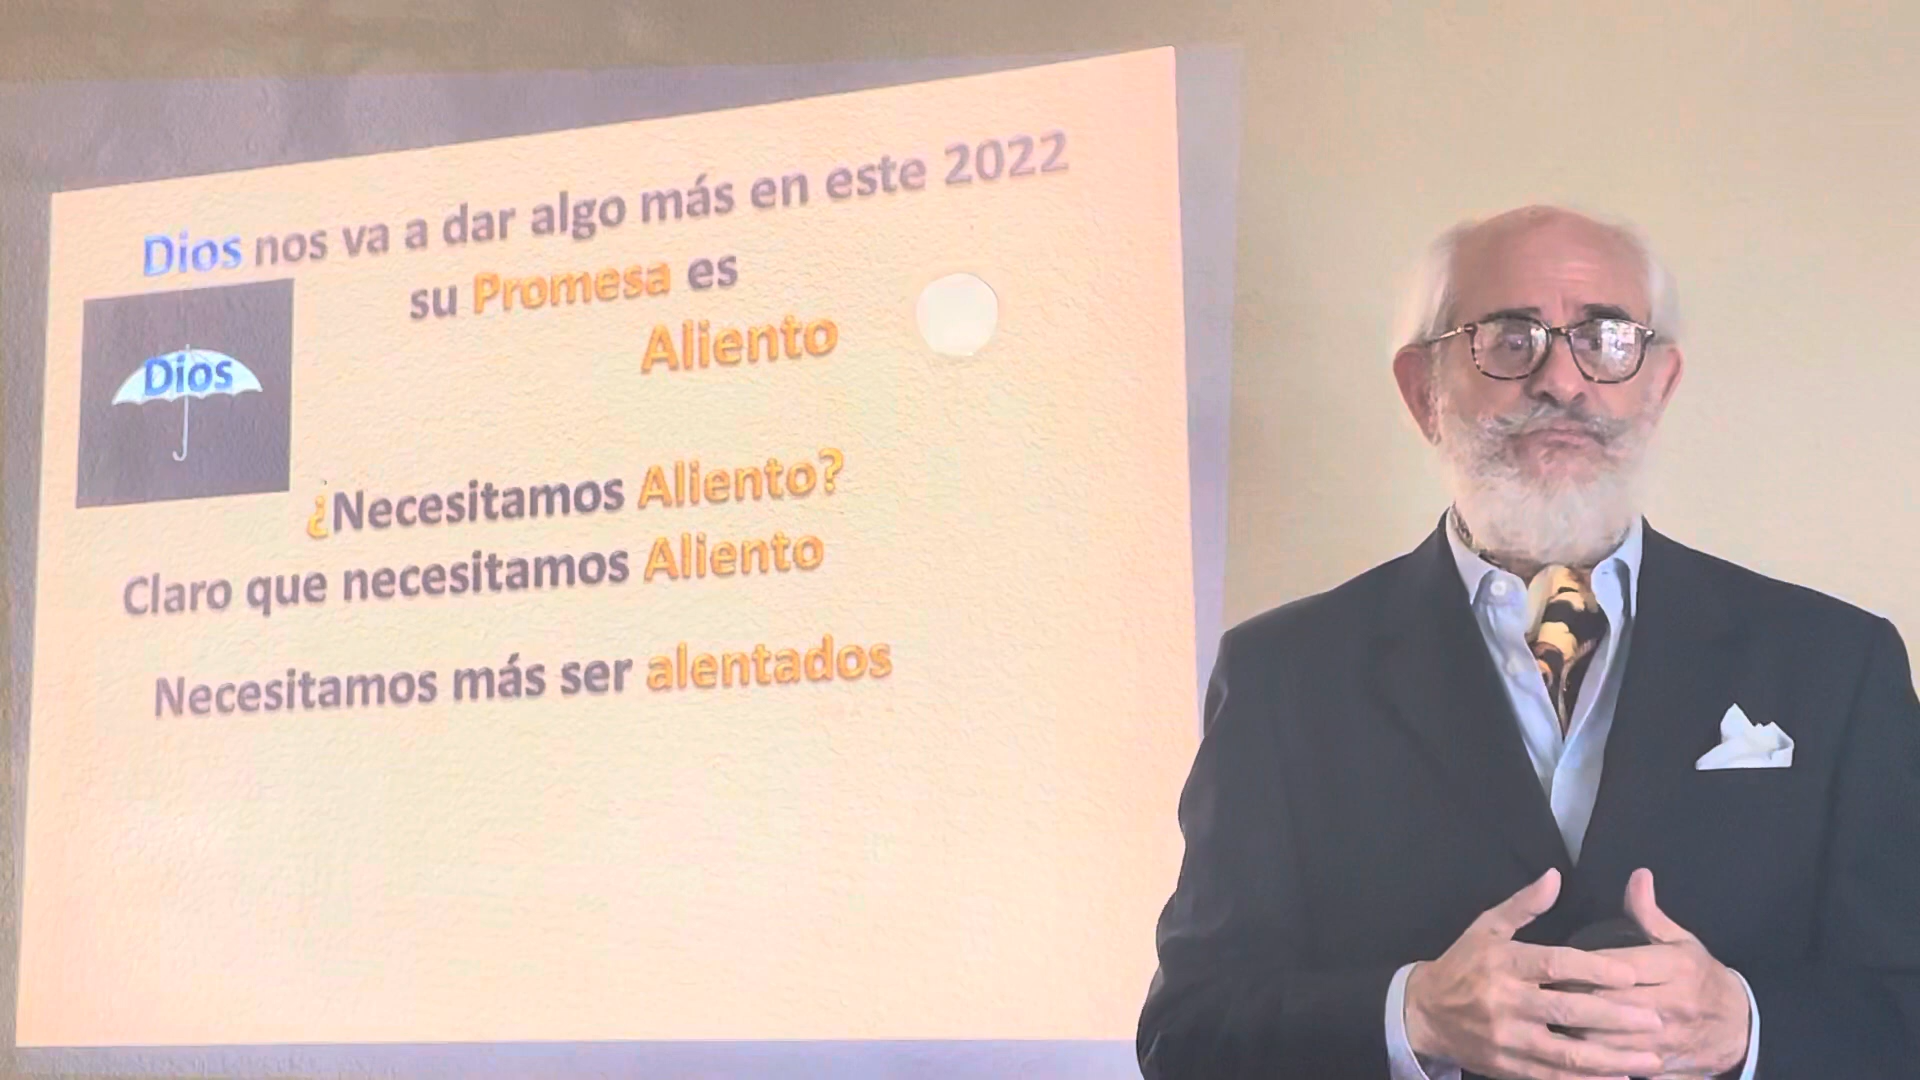 Dios nos va a dar algo más en este 2022
su Promesa es
Aliento
Dios
¿Necesitamos Aliento?
Claro que necesitamos Aliento
Necesitamos más ser alentados